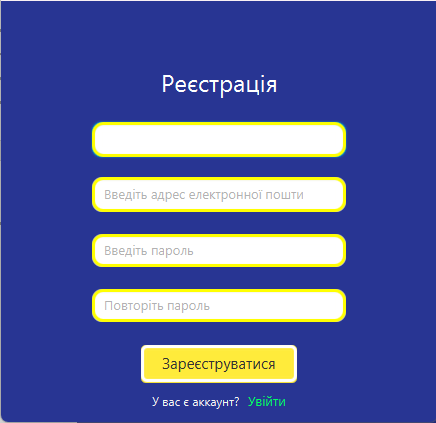 Реєстрація
Введіть адрес електронної пошти
Введіть пароль
Повторіть пароль
Зареєструватися
У вас є аккаунт? Увійти